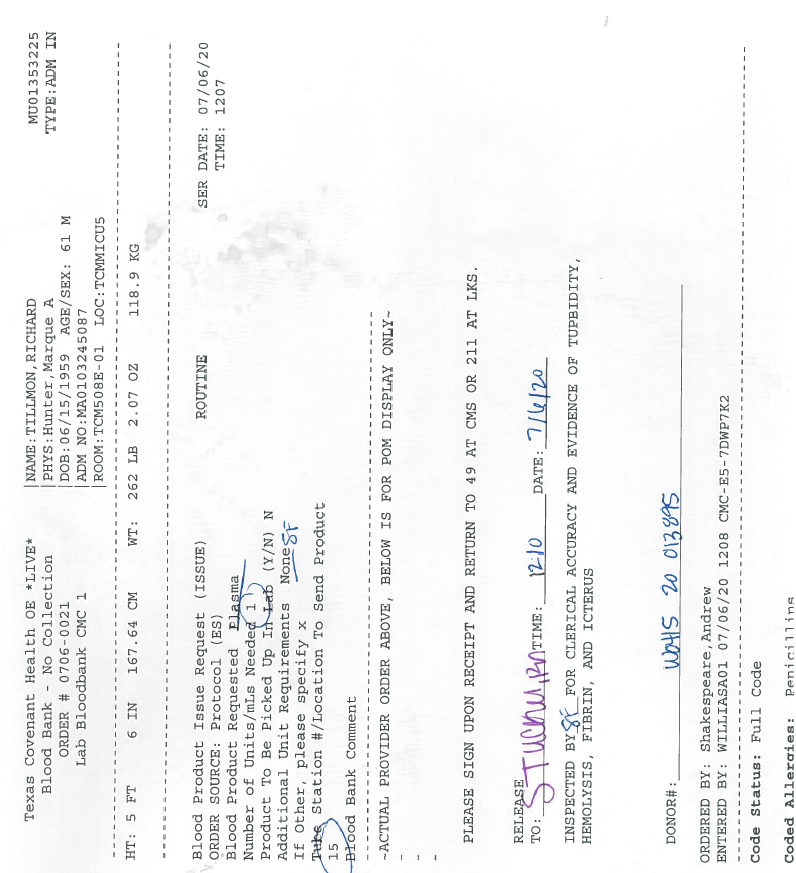 Texas Covenant Health OE *LIVE* |NAME:TILLMON,RICHARD MU01353225
Blood Bank - No Collection |PHYS:Hunter,Marque A TYPE:ADM IN
ORDER # 0706-0021 |DOB:06/15/1959 AGE/SEX: 61 M
Lab Bloodbank CMC 1 |ADM NO:MA0103245087
|ROOM:TCM508E-01 LOC:TCMMICU5
HT: 5 FT 6 IN 167.64 CM WT: 262 LB 2.07 OZ 118.9 KG
Blood Product Issue Request (ISSUE) ROUTINE SER DATE: 07/06/20
ORDER SOURCE: Protocol (ES) TIME: 1207
Blood Product Requested Plasma
Number of Units/mLs Needed 1
Product To Be Picked Up In Lab (Y/N) N
Additional Unit Requirements None SF
If Other, please specify x
Tube Station #/Location To Send Product
15
Blood Bank Comment
~ACTUAL PROVIDER ORDER ABOVE, BELOW IS FOR POM DISPLAY ONLY~
PLEASE SIGN UPON RECEIPT AND RETURN TO 49 AT CMS OR 211 AT LKS.
RELEASE
TO: S Tucker, RN TIME: 1210 DATE: 7/6/20
INSPECTED BY SF FOR CLERICAL ACCURACY AND EVIDENCE OF TUPBIDITY,
HEMOLYSIS, FIBRIN, AND ICTERUS
DONOR#: W0415 20 013895
ORDERED BY: Shakespeare,Andrew
ENTERED BY: WILLIASA01 07/06/20 1208 CMC-E5-7DWP7K2
Code Status: Full Code
Coded Allergies: Penicillins